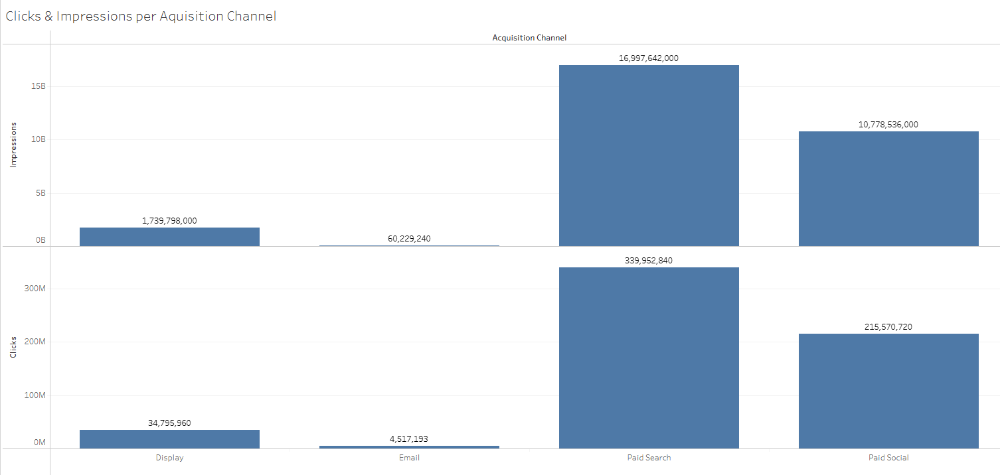 Clicks & Impressions per Aquisition Channel
Acquisition Channel
Impressions
15B
10B
5B
0B
1,739,798,000
60,229,240
16,997,642,000
10,778,536,000
Clicks
300M
200M
100M
0M
34,795,960
4,517,193
339,952,840
215,570,720
Display
Email
Paid Search
Paid Social